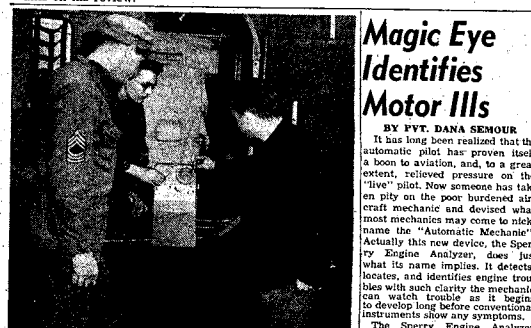 Magic Eye
Identifies
Motor Ills
BY PVT. DANA SEMOUR
It has long been realized that th
automatic pilot has proven itsel
a boon to aviation, and, to a grea
extent, relieved pressure on th
"live" pilot. Now someone has tak
en pity on the poor burdened air
craft mechanic and devised wha
most mechanics may come to nick
name the "Automatic Mechanic"
Actually this new device, the Sper
ry Engine Analyzer, does jus
what its name implies. It detects
locates, and identifies engine trou
bles with such clarity the mechanic
can watch trouble as it begin
to develop long before conventiona
instruments show any symptoms.
The Sperry Engine Analyzer